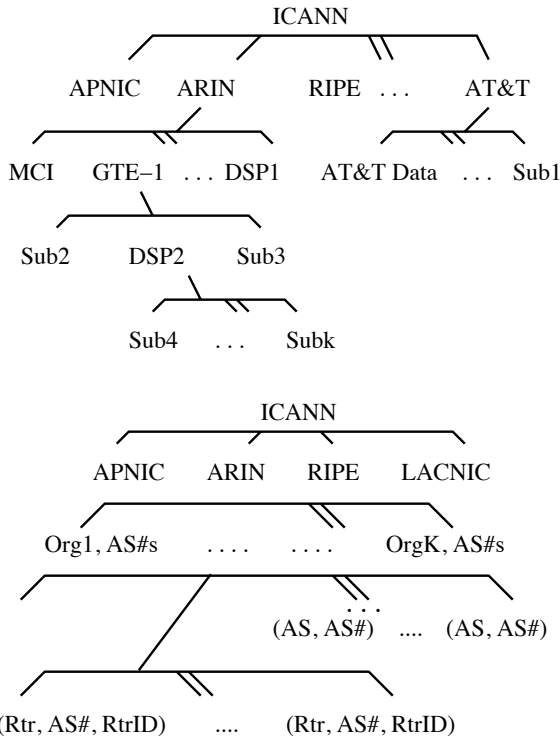 ICANN
APNIC ARIN RIPE . . . AT&T
MCI GTE–1 . . . DSP1 AT&T Data . . . Sub1
Sub2 DSP2 Sub3
Sub4 . . . Subk
ICANN
APNIC ARIN RIPE LACNIC
Org1, AS#s . . . . . . . . OrgK, AS#s
. . .
(AS, AS#) .... (AS, AS#)
(Rtr, AS#, RtrID) .... (Rtr, AS#, RtrID)